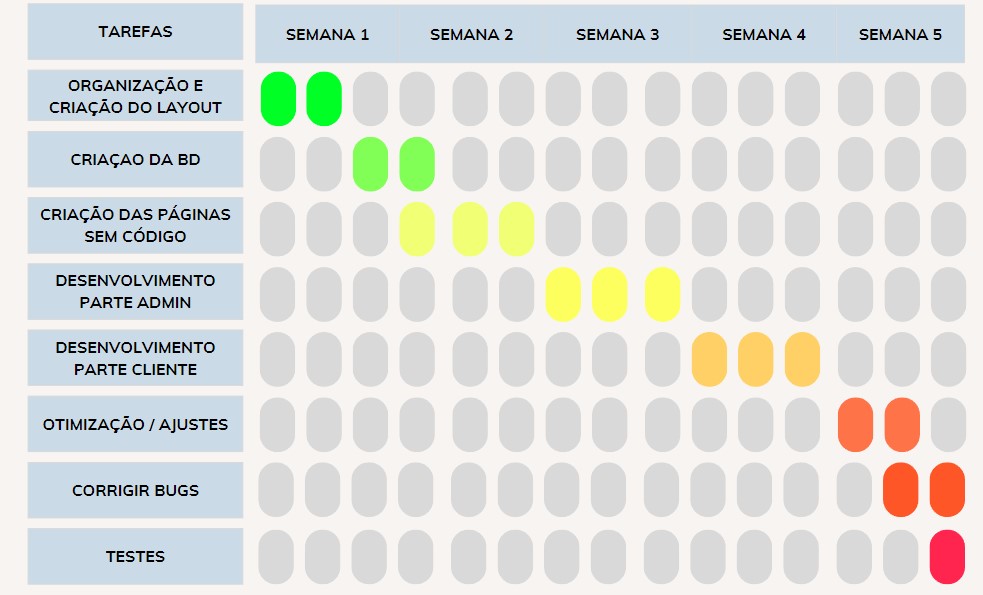 TAREFAS
SEMANA 1
SEMANA 2
SEMANA 3
SEMANA 4
SEMANA 5
ORGANIZAÇÃO E
CRIAÇÃO DO LAYOUT
CRIAÇAO DA BD
CRIAÇÃO DAS PÁGINAS
SEM CÓDIGO
DESENVOLVIMENTO
PARTE ADMIN
DESENVOLVIMENTO
PARTE CLIENTE
OTIMIZAÇÃO / AJUSTES
CORRIGIR BUGS
TESTES